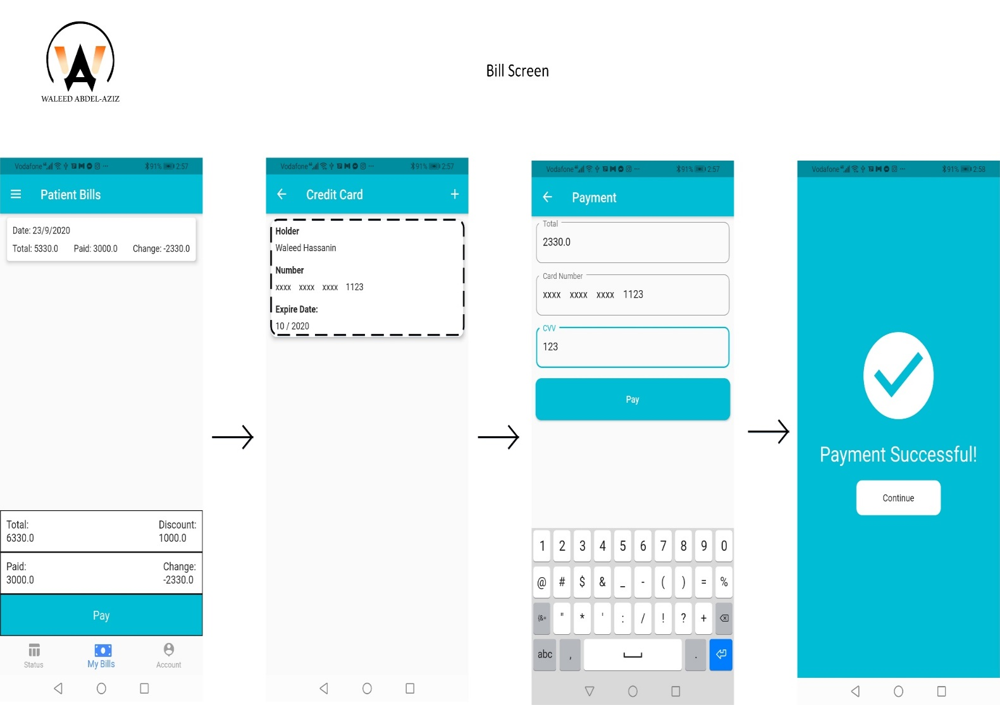 WALEED ABDEL-AZIZ
Bill Screen
Vodafone 91% 2:57
Patient Bills
Date: 23/9/2020
Total: 5330.0 Paid: 3000.0 Change: -2330.0
Total: Discount:
6330.0 1000.0
Paid: Change:
3000.0 -2330.0
Pay
Status My Bills Account
Vodafone 91% 2:57
Credit Card +
Holder
Waleed Hassanin
Number
xxxx xxxx xxxx 1123
Expire Date:
10 / 2020
Vodafone 91% 2:57
Payment
Total
2330.0
Card Number
xxxx xxxx xxxx 1123
CVV
123
Pay
1 2 3 4 5 6 7 8 9 0
@ # $ & _ - ( ) = %
{&= " * ' : / ! ? +
abc , .
Vodafone 91% 2:58
Payment Successful!
Continue